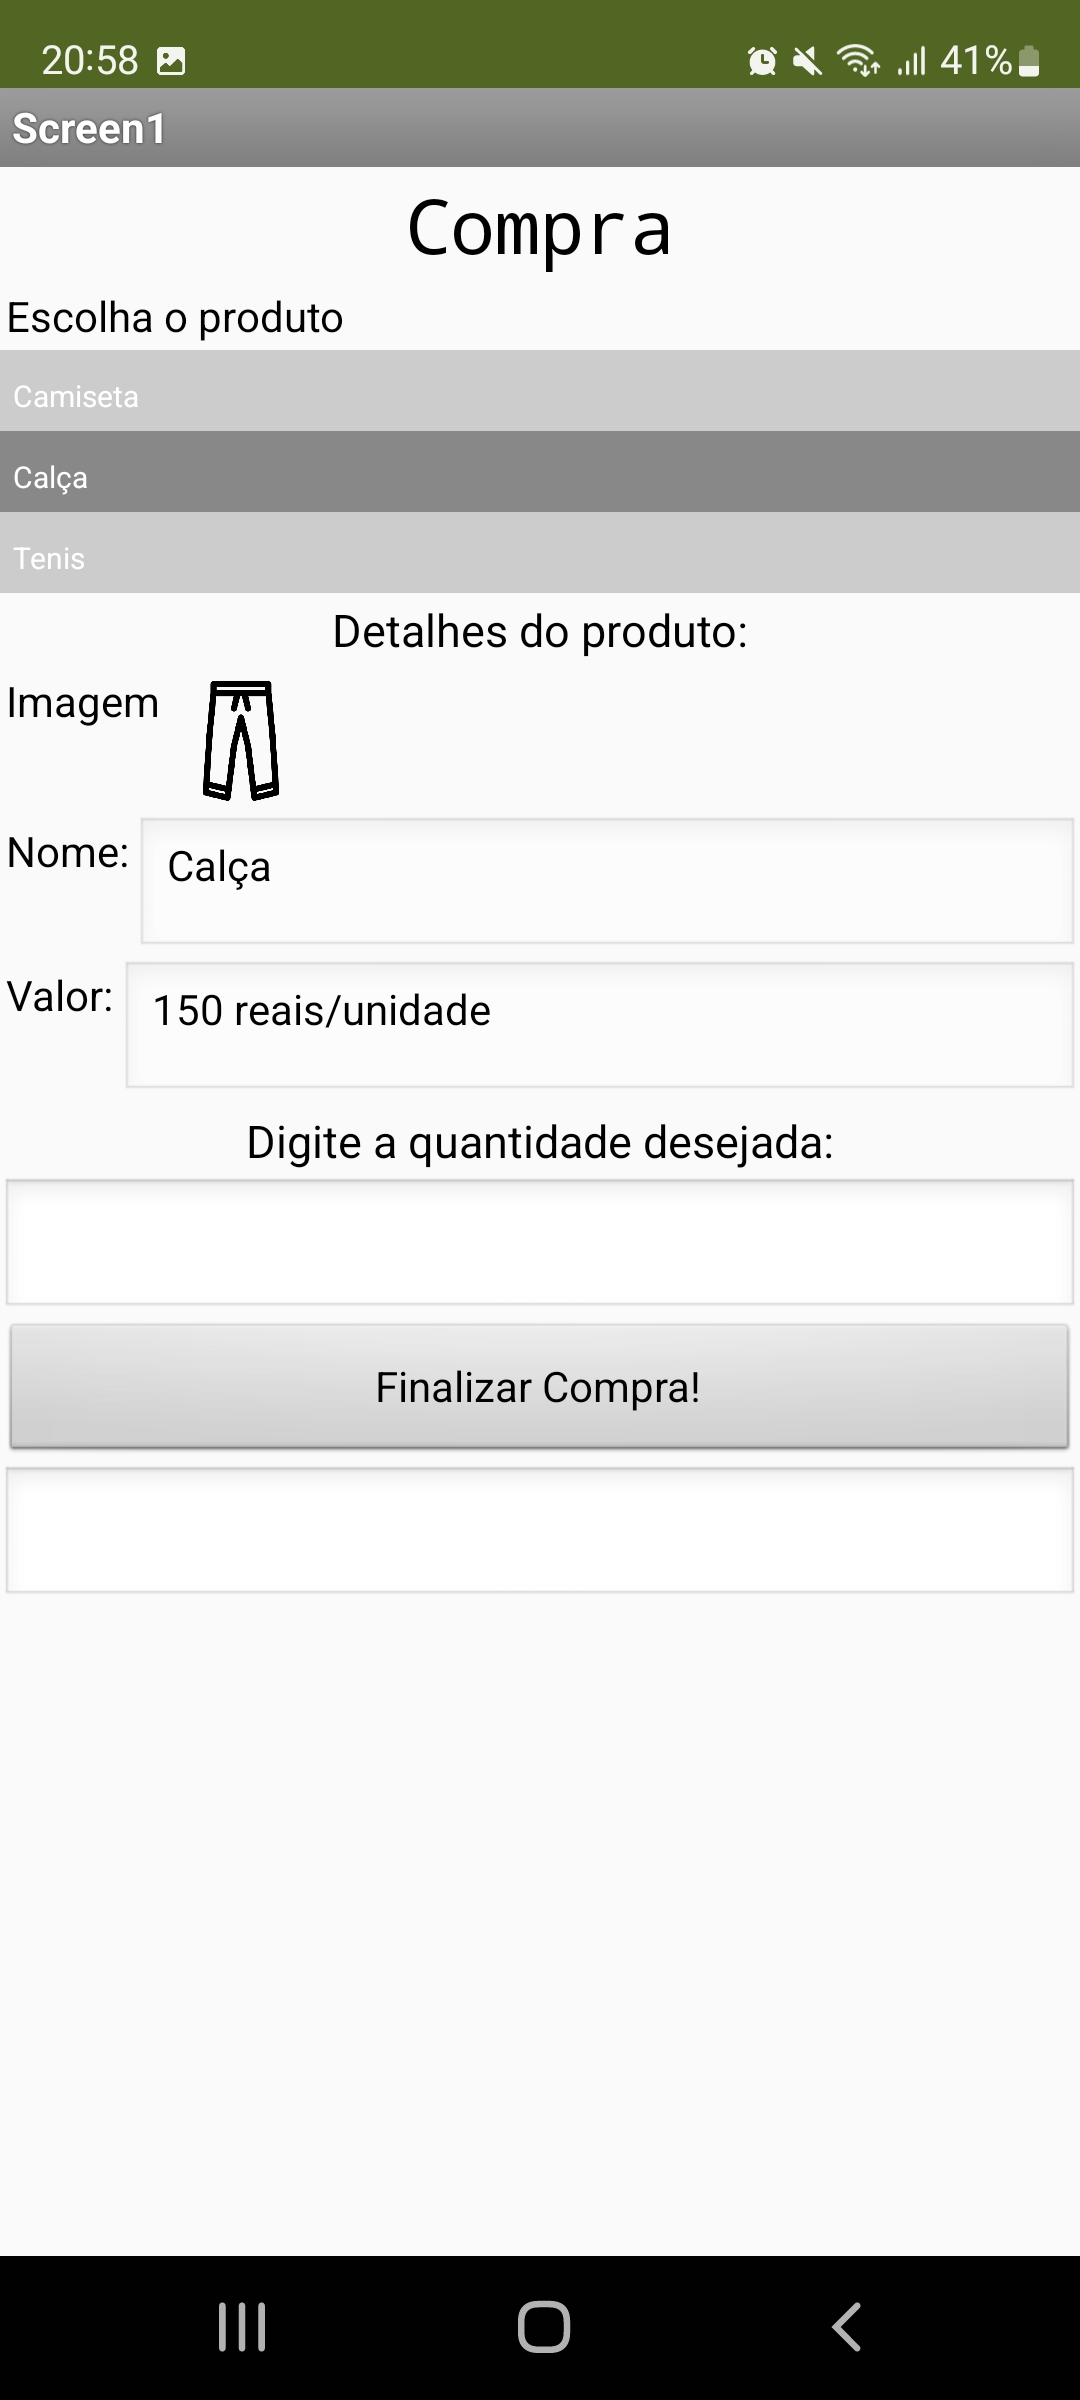 20:58 41%
Screen1
Compra
Escolha o produto
Camiseta
Calça
Tenis
Detalhes do produto:
Imagem
Nome: Calça
Valor: 150 reais/unidade
Digite a quantidade desejada:
Finalizar Compra!